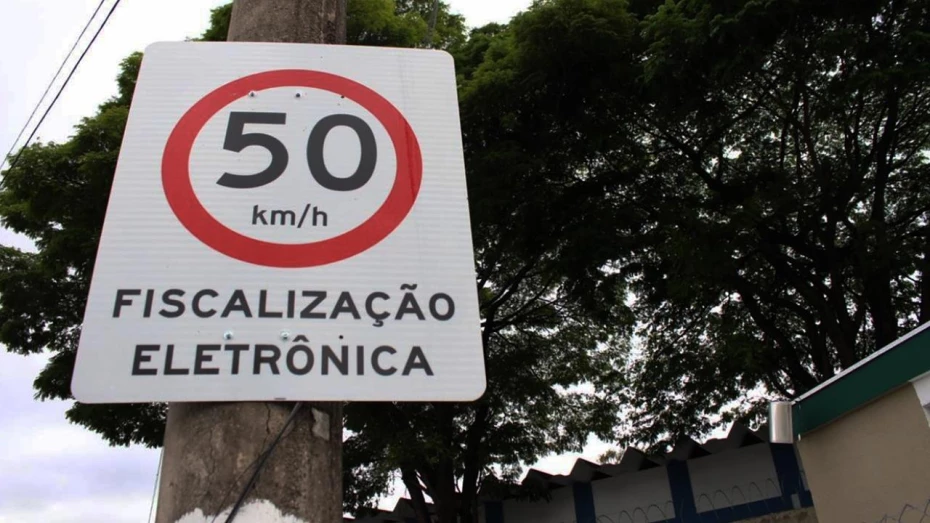 50
km/h
FISCALIZAÇÃO
ELETRÔNICA